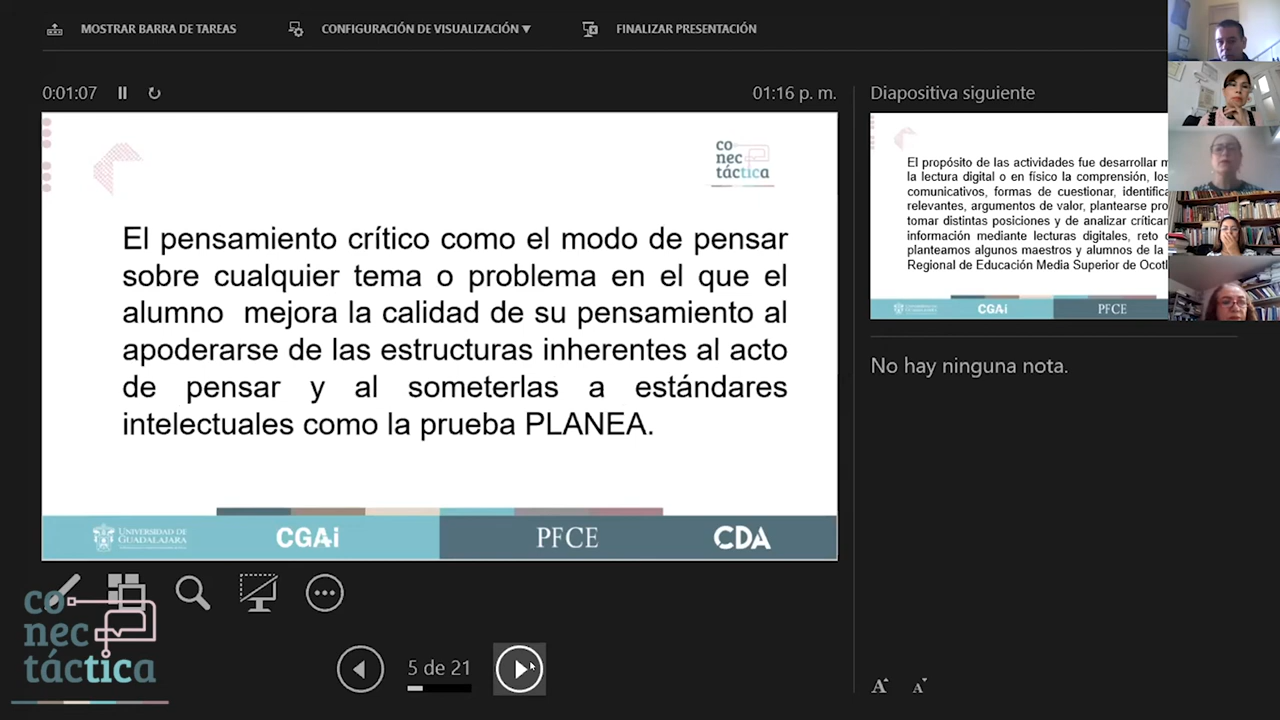 MOSTRAR BARRA DE TAREAS
CONFIGURACIÓN DE VISUALIZACIÓN ▼
FINALIZAR PRESENTACIÓN
0:01:07
01:16 p. m.
co
nec
táctica
El pensamiento crítico como el modo de pensar
sobre cualquier tema o problema en el que el
alumno mejora la calidad de su pensamiento al
apoderarse de las estructuras inherentes al acto
de pensar y al someterlas a estándares
intelectuales como la prueba PLANEA.
UNIVERSIDAD DE
GUADALAJARA
CGAi
PFCE
CDA
Diapositiva siguiente
El propósito de las actividades fue desarrollar
la lectura digital o en físico la comprensión, los
comunicativos, formas de cuestionar,
relevantes, argumentos de valor, plantearse
tomar distintas posiciones y de analizar
información mediante lecturas digitales, reto
planteamos algunos maestros y alumnos de la
Regional de Educación Media Superior de
CGAi
PFCE
No hay ninguna nota.
5 de 21
A A
co
nec
táctica